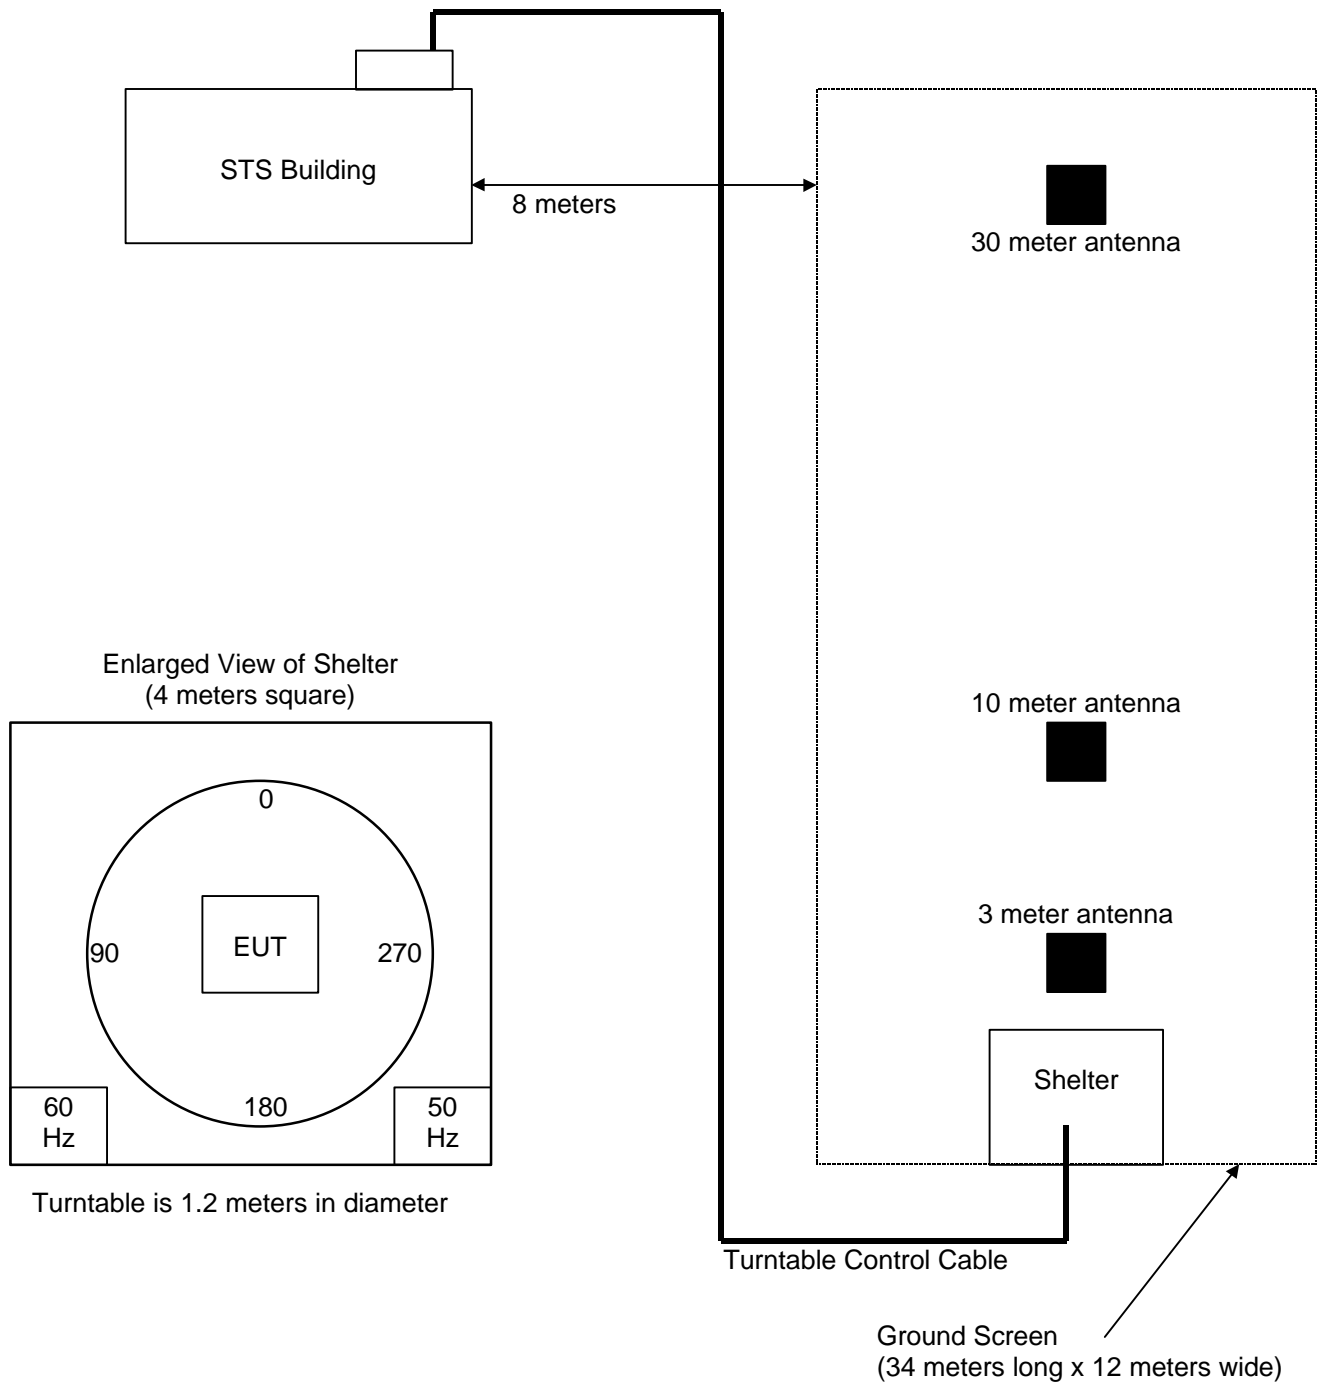 STS Building
8 meters
30 meter antenna
Enlarged View of Shelter
(4 meters square)
0
90
EUT
270
180
60
Hz
50
Hz
Turntable is 1.2 meters in diameter
10 meter antenna
3 meter antenna
Shelter
Turntable Control Cable
Ground Screen
(34 meters long x 12 meters wide)